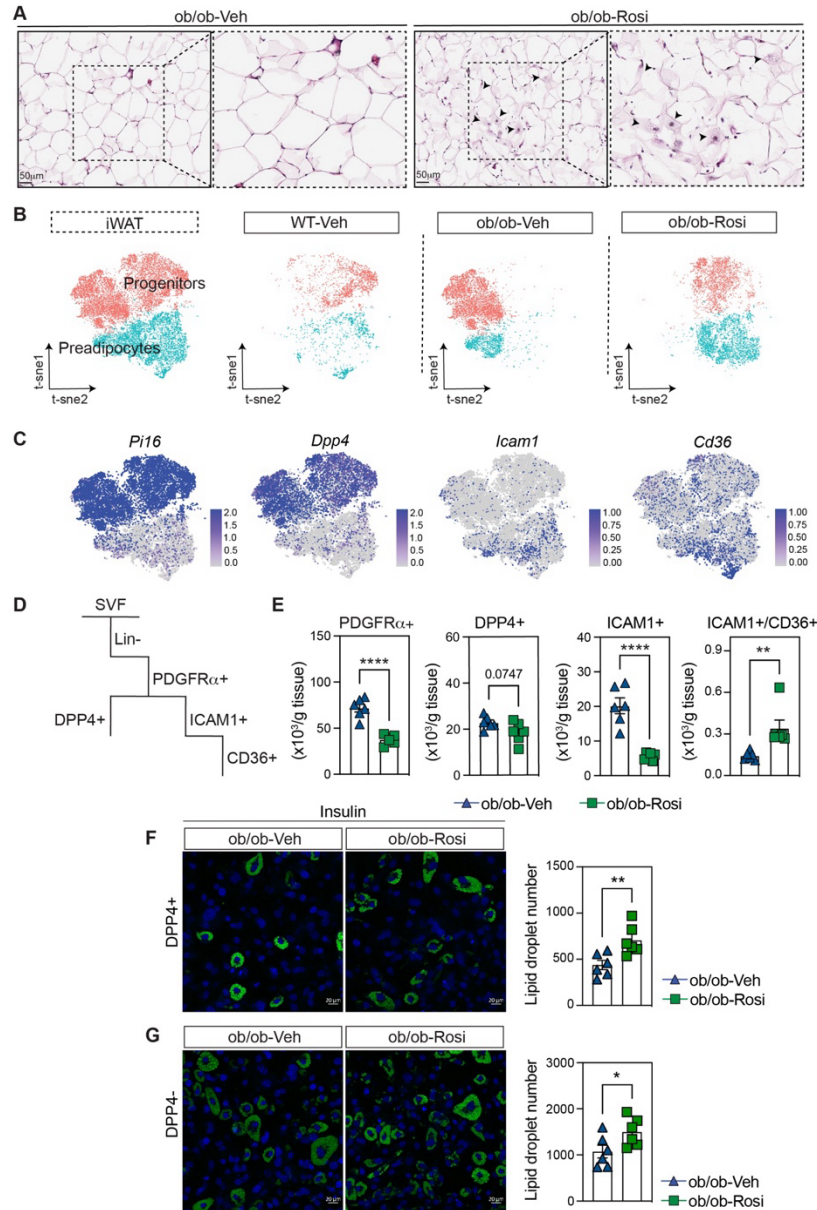 A
ob/ob-Veh
ob/ob-Rosi
50μm
50μm
B
iWAT
WT-Veh
ob/ob-Veh
ob/ob-Rosi
Progenitors
Preadipocytes
t-sne1
t-sne2
t-sne1
t-sne2
t-sne1
t-sne2
t-sne1
t-sne2
C
Pi16
Dpp4
Icam1
Cd36
2.0
1.5
1.0
0.5
0.0
2.0
1.5
1.0
0.5
0.0
1.00
0.75
0.50
0.25
0.00
1.00
0.75
0.50
0.25
0.00
D
SVF
Lin-
PDGFRα+
DPP4+
ICAM1+
CD36+
E
PDGFRα+
DPP4+
ICAM1+
ICAM1+/CD36+
(x10³/g tissue)
100
50
0
****
(x10³/g tissue)
60
40
20
0
0.0747
(x10³/g tissue)
40
30
20
10
0
****
(x10³/g tissue)
0.9
0.6
0.3
0.0
**
ob/ob-Veh
ob/ob-Rosi
Insulin
F
ob/ob-Veh
ob/ob-Rosi
DPP4+
20 μm
20 μm
Lipid droplet number
1500
1000
500
0
**
ob/ob-Veh
ob/ob-Rosi
G
ob/ob-Veh
ob/ob-Rosi
DPP4-
20 μm
20 μm
Lipid droplet number
3000
2000
1000
0
*
ob/ob-Veh
ob/ob-Rosi